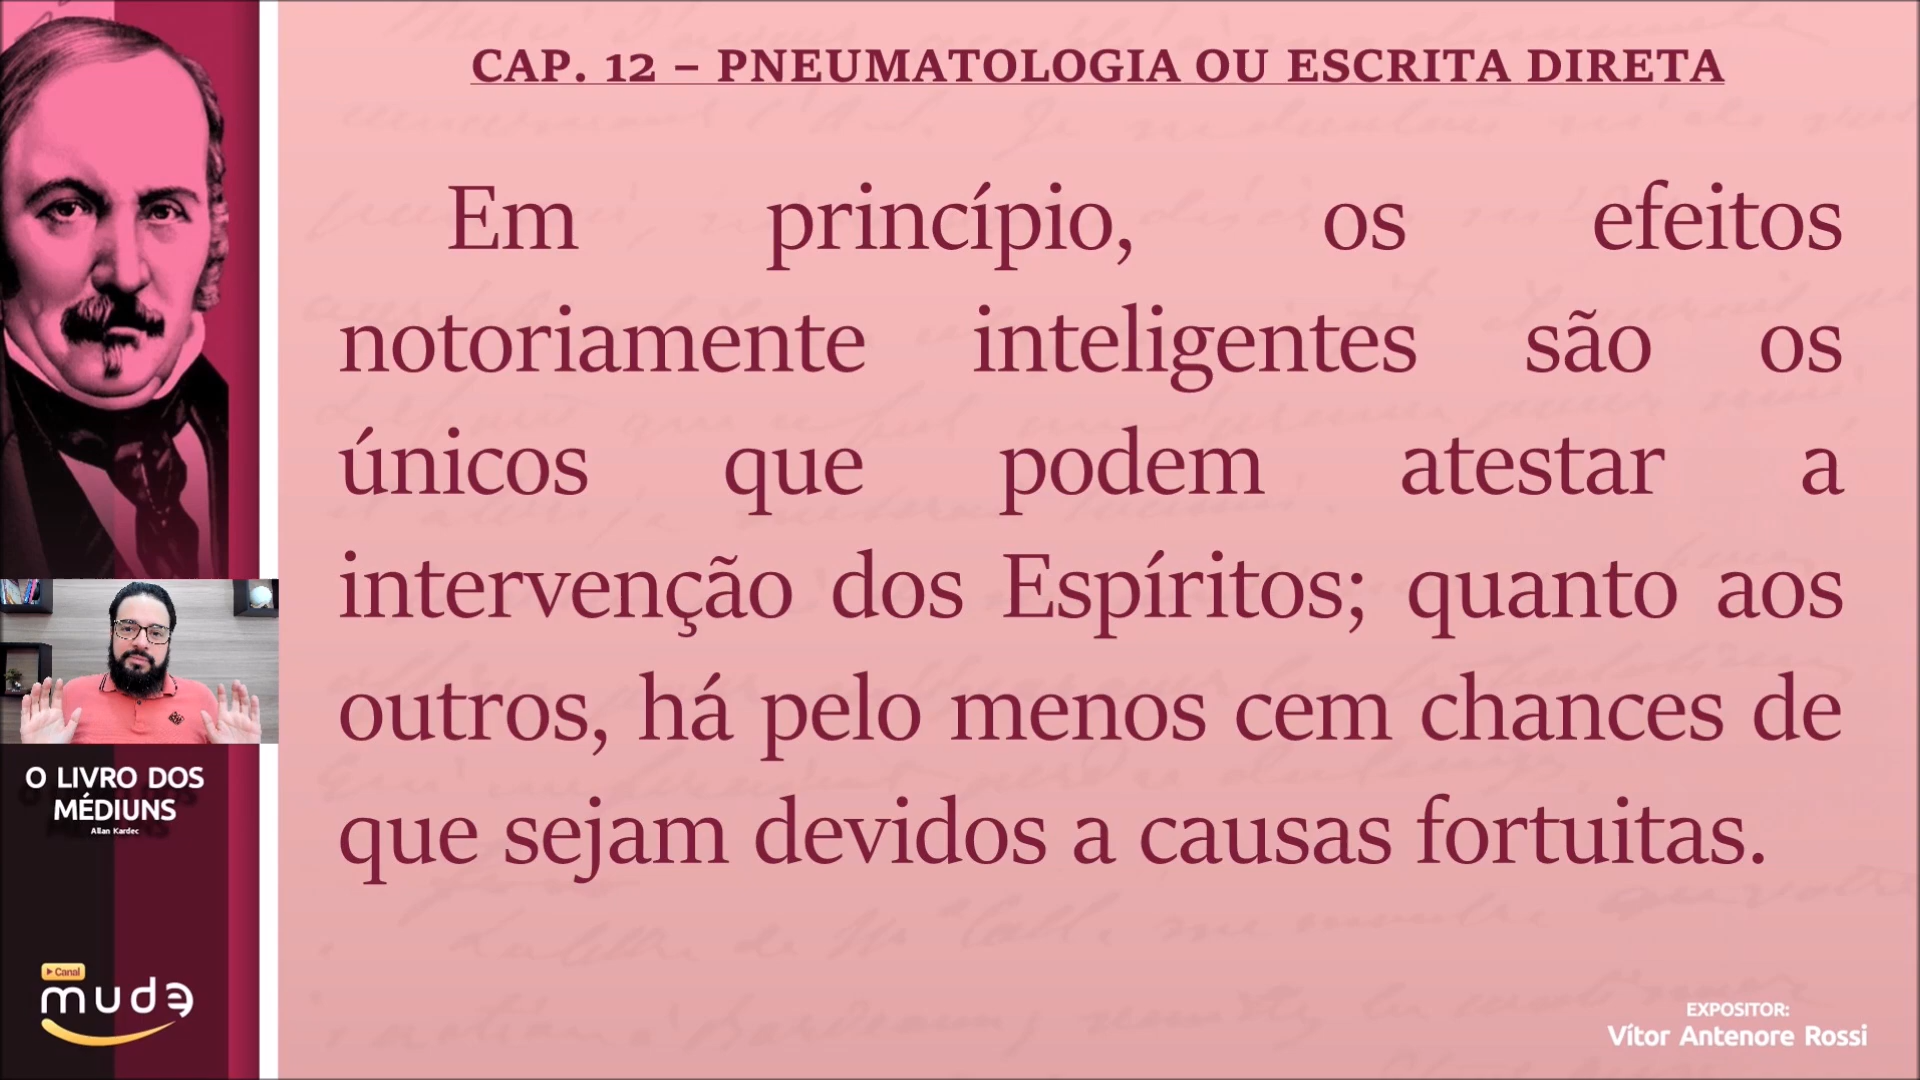 CAP. 12 – PNEUMATOLOGIA OU ESCRITA DIRETA
Em princípio, os efeitos
notoriamente inteligentes são os
únicos que podem atestar a
intervenção dos Espíritos; quanto aos
outros, há pelo menos cem chances de
que sejam devidos a causas fortuitas.
O LIVRO DOS
MÉDIUNS
Allan Kardec
Canal
mude
EXPOSITOR:
Vítor Antenore Rossi